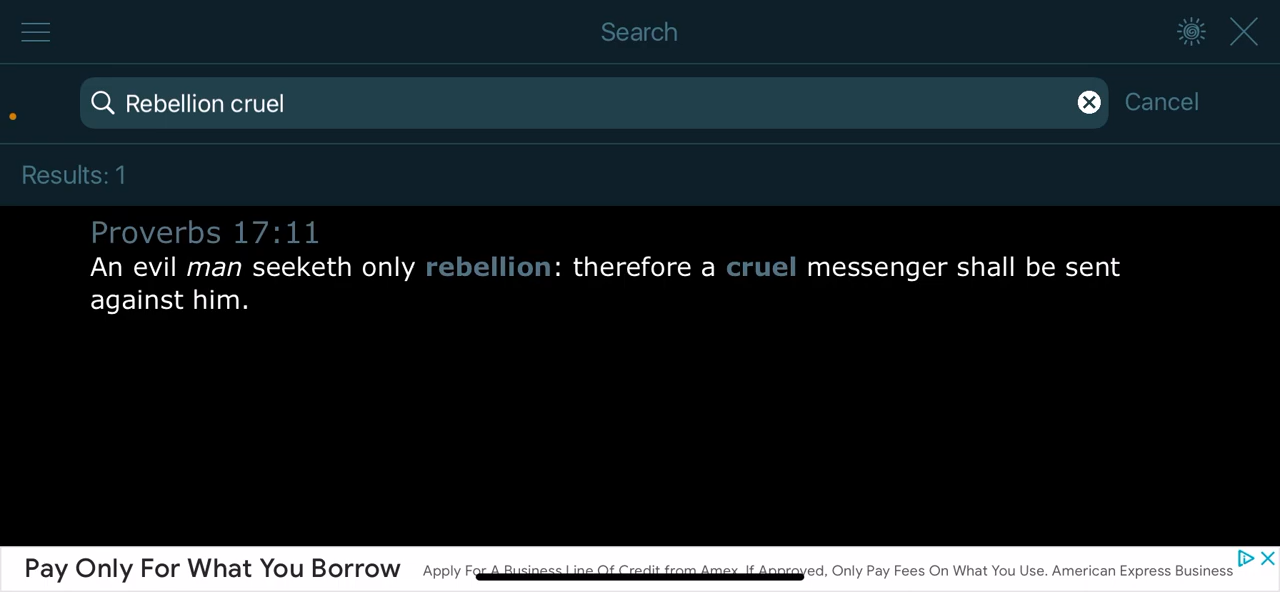 Search
Rebellion cruel
Cancel
Results: 1
Proverbs 17:11
An evil man seeketh only rebellion: therefore a cruel messenger shall be sent
against him.
Pay Only For What You Borrow
Apply For A Business Line Of Credit from Amex. If Approved, Only Pay Fees On What You Use. American Express Business